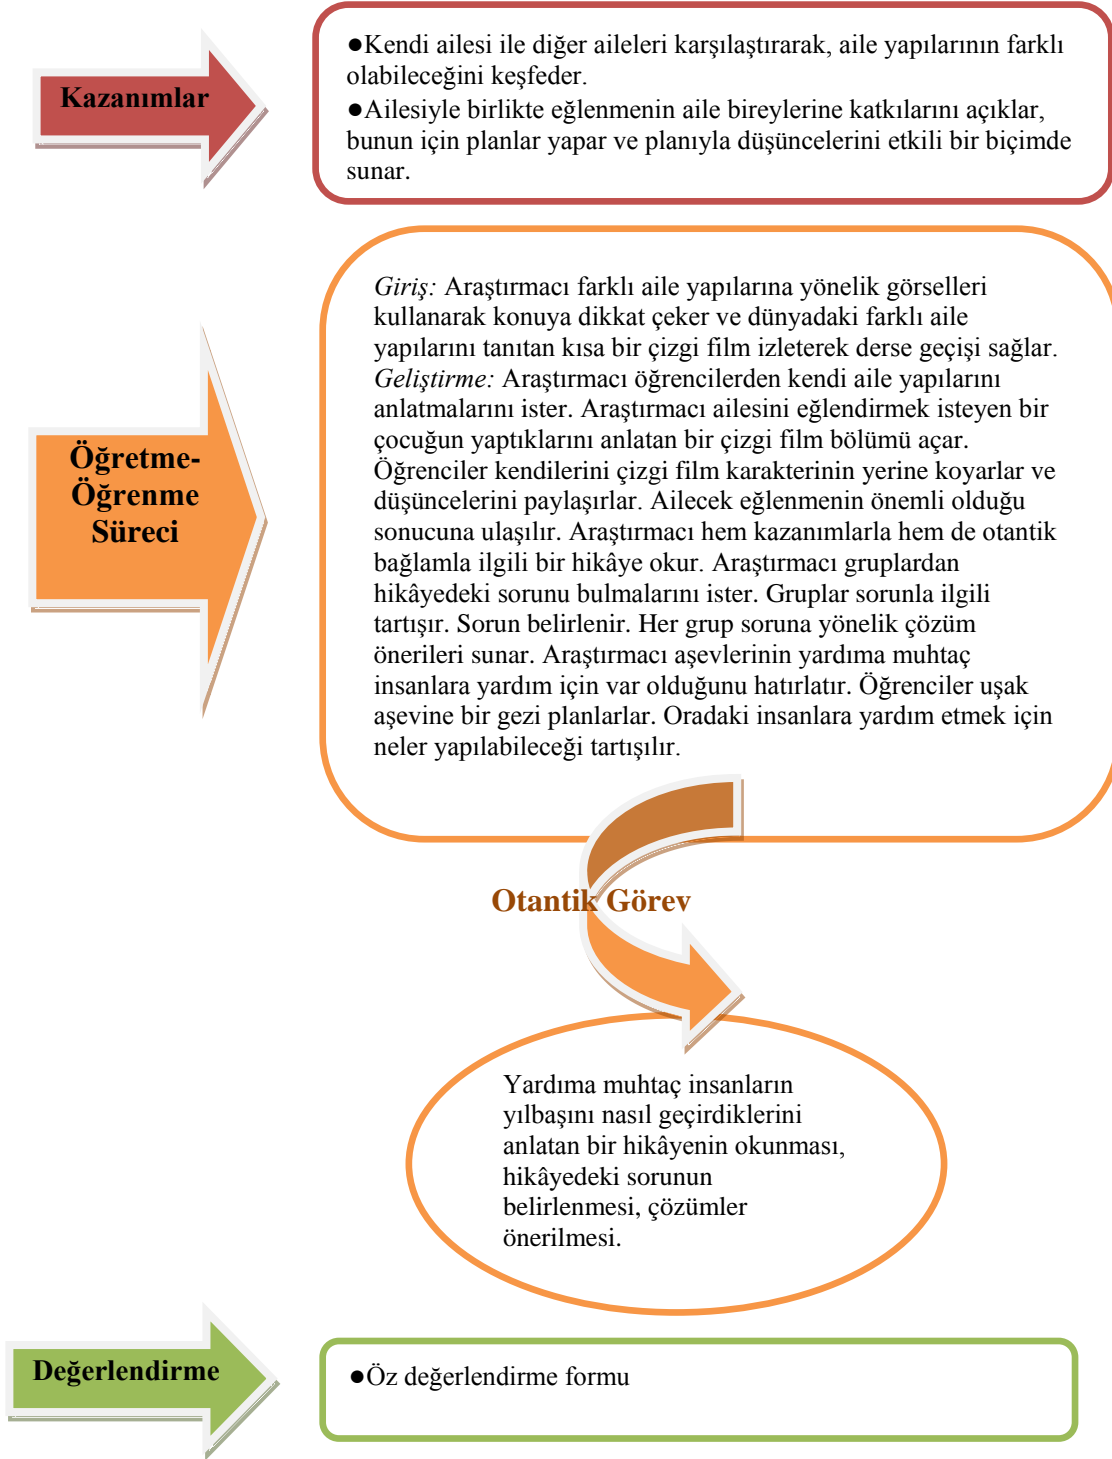 Kazanımlar
●Kendi ailesi ile diğer aileleri karşılaştırarak, aile yapılarının farklı
olabileceğini keşfeder.
●Ailesiyle birlikte eğlenmenin aile bireylerine katkılarını açıklar,
bunun için planlar yapar ve planıyla düşüncelerini etkili bir biçimde
sunar.
Öğretme-
Öğrenme
Süreci
Giriş: Araştırmacı farklı aile yapılarına yönelik görselleri
kullanarak konuya dikkat çeker ve dünyadaki farklı aile
yapılarını tanıtan kısa bir çizgi film izleterek derse geçişi sağlar.
Geliştirme: Araştırmacı öğrencilerden kendi aile yapılarını
anlatmalarını ister. Araştırmacı ailesini eğlendirmek isteyen bir
çocuğun yaptıklarını anlatan bir çizgi film bölümü açar.
Öğrenciler kendilerini çizgi film karakterinin yerine koyarlar ve
düşüncelerini paylaşırlar. Ailecek eğlenmenin önemli olduğu
sonucuna ulaşılır. Araştırmacı hem kazanımlarla hem de otantik
bağlamla ilgili bir hikâye okur. Araştırmacı gruplardan
hikâyedeki sorunu bulmalarını ister. Gruplar sorunla ilgili
tartışır. Sorun belirlenir. Her grup soruna yönelik çözüm
önerileri sunar. Araştırmacı aşevlerinin yardıma muhtaç
insanlara yardım için var olduğunu hatırlatır. Öğrenciler uşak
aşevine bir gezi planlarlar. Oradaki insanlara yardım etmek için
neler yapılabileceği tartışılır.
Otantik Görev
Yardıma muhtaç insanların
yılbaşını nasıl geçirdiklerini
anlatan bir hikâyenin okunması,
hikâyedeki sorunun
belirlenmesi, çözümler
önerilmesi.
Değerlendirme
●Öz değerlendirme formu